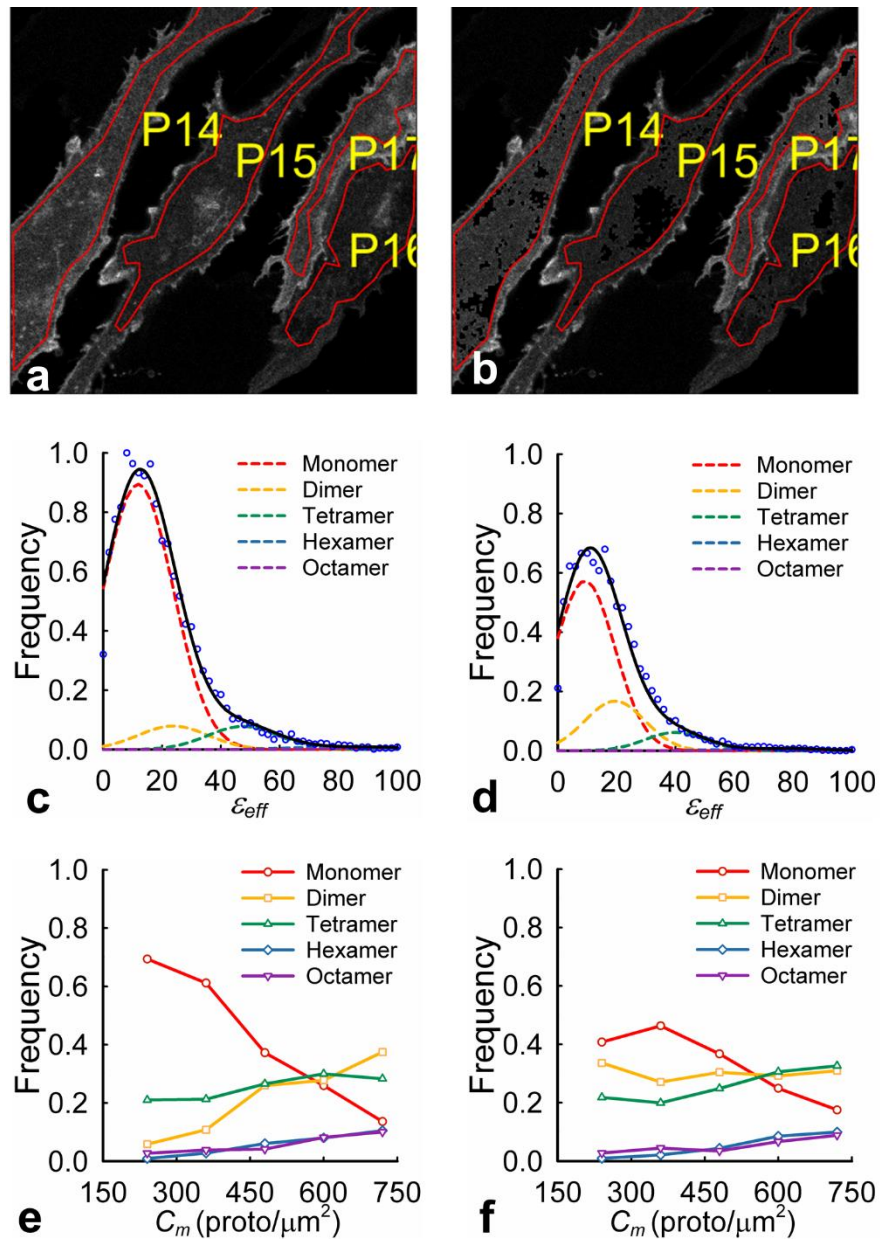 P14
P15
P17
P16
a
P14
P15
P17
P16
b
Frequency
1.0
0.8
0.6
0.4
0.2
0.0
Monomer
Dimer
Tetramer
Hexamer
Octamer
0 20 40 60 80 100
εeff
c
Frequency
1.0
0.8
0.6
0.4
0.2
0.0
Monomer
Dimer
Tetramer
Hexamer
Octamer
0 20 40 60 80 100
εeff
d
Frequency
1.0
0.8
0.6
0.4
0.2
0.0
Monomer
Dimer
Tetramer
Hexamer
Octamer
150 300 450 600 750
Cm (proto/μm²)
e
Frequency
1.0
0.8
0.6
0.4
0.2
0.0
Monomer
Dimer
Tetramer
Hexamer
Octamer
150 300 450 600 750
Cm (proto/μm²)
f